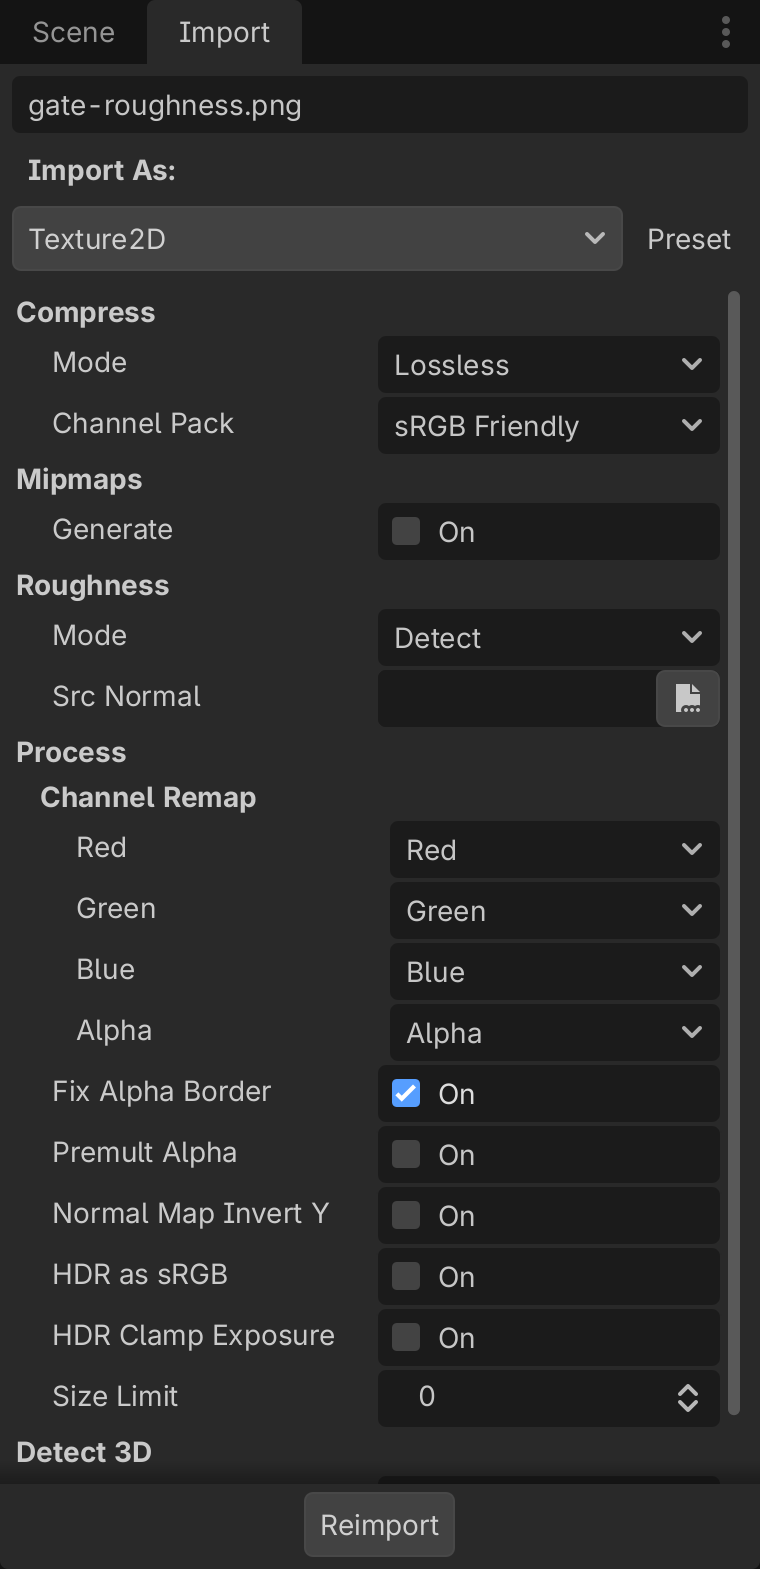 Scene Import
gate-roughness.png
Import As:
Texture2D Preset
Compress
Mode Lossless
Channel Pack sRGB Friendly
Mipmaps
Generate On
Roughness
Mode Detect
Src Normal
Process
Channel Remap
Red Red
Green Green
Blue Blue
Alpha Alpha
Fix Alpha Border On
Premult Alpha On
Normal Map Invert Y On
HDR as sRGB On
HDR Clamp Exposure On
Size Limit 0
Detect 3D
Reimport